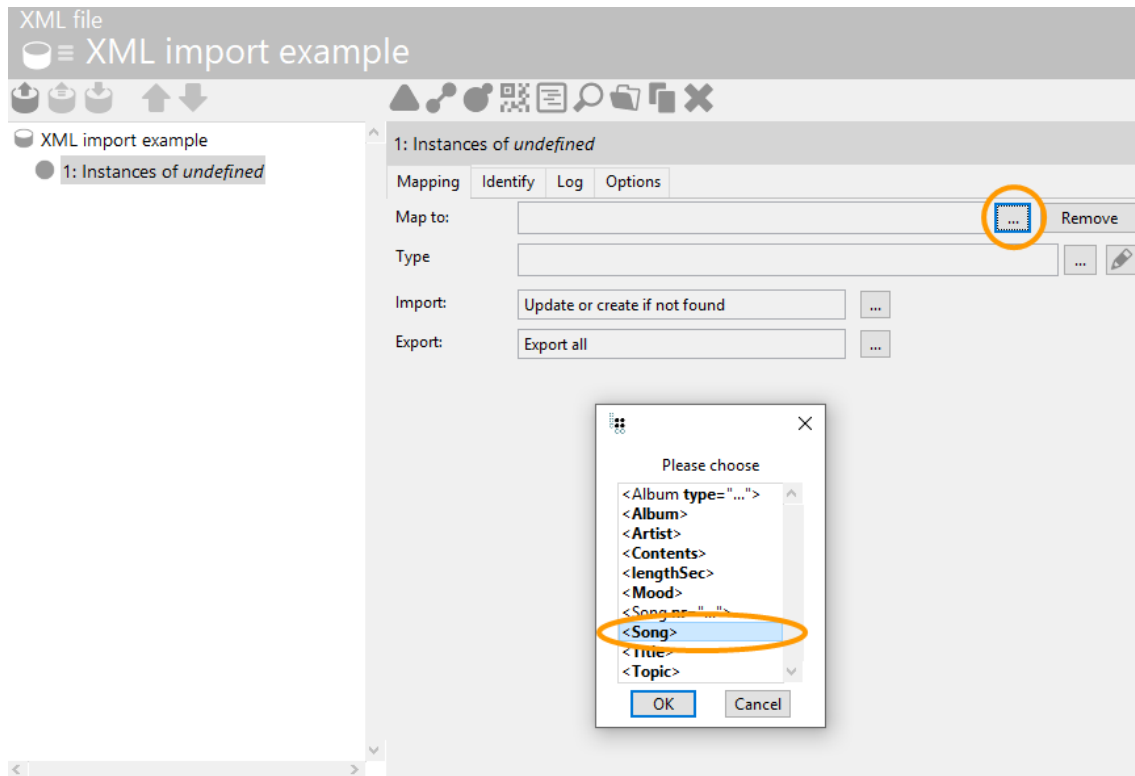 XML file
XML import example
XML import example
1: Instances of undefined
1: Instances of undefined
Mapping Identify Log Options
Map to: ... Remove
Type ...
Import: Update or create if not found ...
Export: Export all ...
Please choose
<Album type="...">
<Album>
<Artist>
<Contents>
<lengthSec>
<Mood>
<Song nr="...">
<Song>
<Title>
<Topic>
OK Cancel